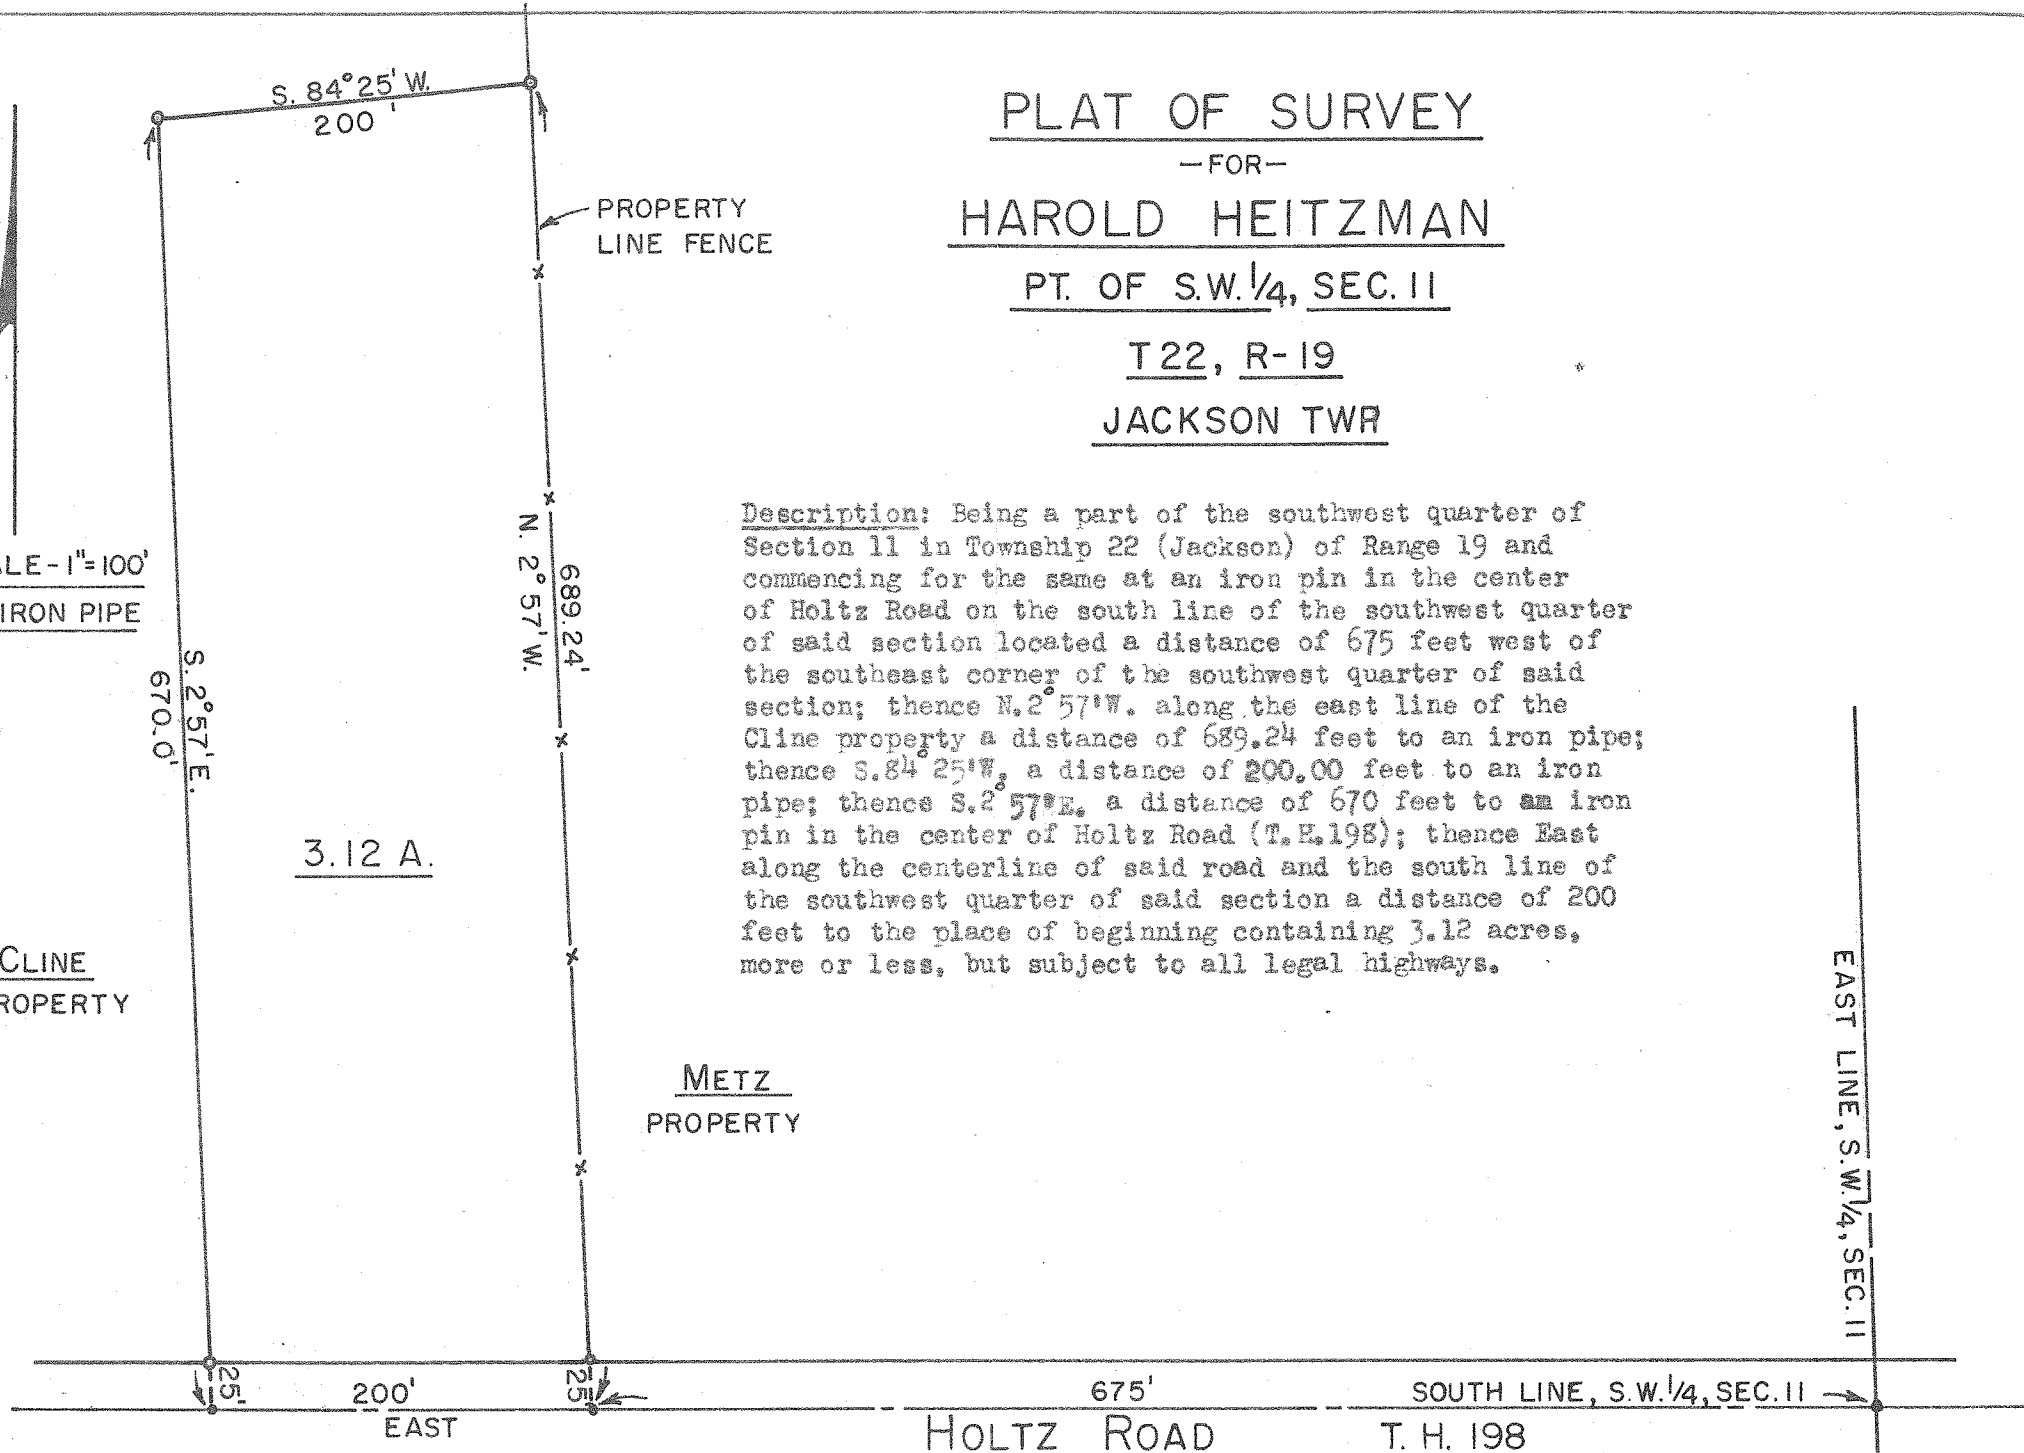 PLAT OF SURVEY
—FOR—
HAROLD HEITZMAN
PT. OF S.W. 1/4, SEC. 11
T 22, R-19
JACKSON TWP
S. 84° 25' W.
200'
PROPERTY
LINE FENCE
N. 2° 57' W.
689.24'
S. 2° 57' E.
670.0'
ALE-1"=100'
IRON PIPE
3.12 A.
CLINE
ROPERTY
METZ
PROPERTY
Description: Being a part of the southwest quarter of
Section 11 in Township 22 (Jackson) of Range 19 and
commencing for the same at an iron pin in the center
of Holtz Road on the south line of the southwest quarter
of said section located a distance of 675 feet west of
the southeast corner of the southwest quarter of said
section; thence N.2° 57'W. along the east line of the
Cline property a distance of 689.24 feet to an iron pipe;
thence S.84° 25'W, a distance of 200.00 feet to an iron
pipe; thence S.2° 57'E. a distance of 670 feet to an iron
pin in the center of Holtz Road (T.H.198); thence East
along the centerline of said road and the south line of
the southwest quarter of said section a distance of 200
feet to the place of beginning containing 3.12 acres,
more or less, but subject to all legal highways.
EAST LINE, S.W. 1/4, SEC. 11
25'
200'
25'
675'
SOUTH LINE, S.W. 1/4, SEC. 11
EAST
HOLTZ ROAD T. H. 198